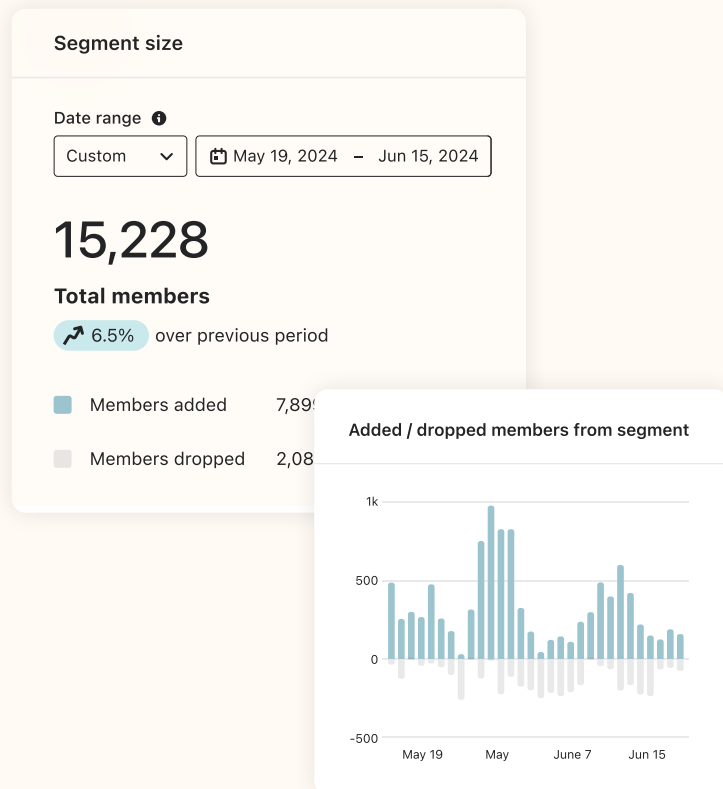 Segment size
Date range
Custom
May 19, 2024 – Jun 15, 2024
15,228
Total members
6.5% over previous period
Members added
Members dropped
Added / dropped members from segment
1k
500
0
-500
May 19 May June 7 Jun 15